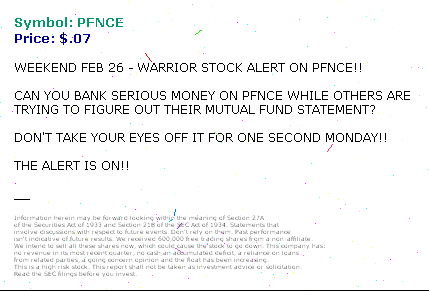 Symbol: PFNCE
Price: $.07
WEEKEND FEB 26 - WARRIOR STOCK ALERT ON PFNCE!!
CAN YOU BANK SERIOUS MONEY ON PFNCE WHILE OTHERS ARE
TRYING TO FIGURE OUT THEIR MUTUAL FUND STATEMENT?
DON'T TAKE YOUR EYES OFF IT FOR ONE SECOND MONDAY!!
THE ALERT IS ON!!
Information herein may be forward looking within the meaning of Section 27A
of the Securities Act of 1933 and Section 21B of the SEC Act of 1934. Statements that
involve discussions with respect to future events. Don't rely on them. Past performance
isn't indicative of future results. We received 600,000 free trading shares from a non-affiliate.
We intend to sell all these shares now, which could cause the stock to go down. This company has:
no revenue in its most recent quarter, no cash, an accumulated deficit, a reliance on loans
from related parties, a going concern opinion and the float has been increasing.
This is a high risk stock. This report shall not be taken as investment advice or solicitation.
Read the SEC filings before you invest.